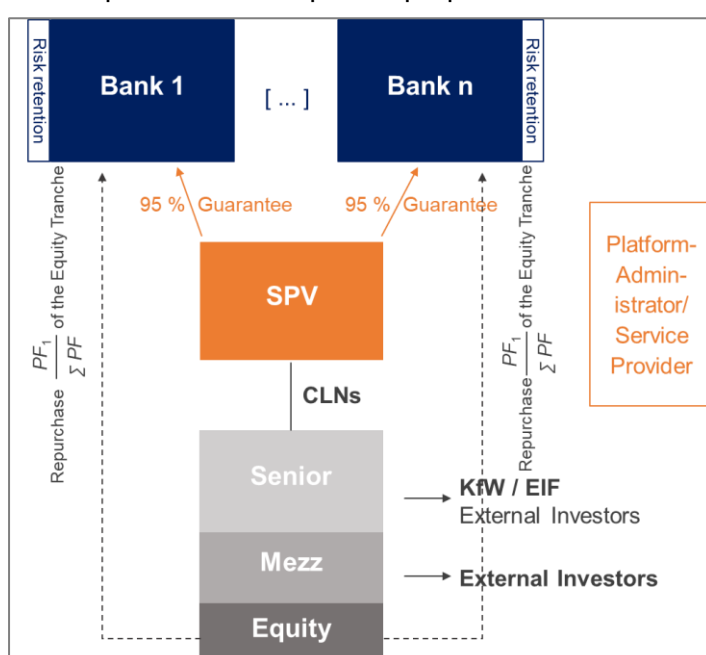 Risk retention
Bank 1
[ ... ]
Bank n
Risk retention
95 % Guarantee
95 % Guarantee
SPV
Platform-
Admin-
istrator/
Service
Provider
Repurchase PF₁ / ∑ PF of the Equity Tranche
Repurchase PF₁ / ∑ PF of the Equity Tranche
CLNs
Senior
KfW / EIF
External Investors
Mezz
External Investors
Equity